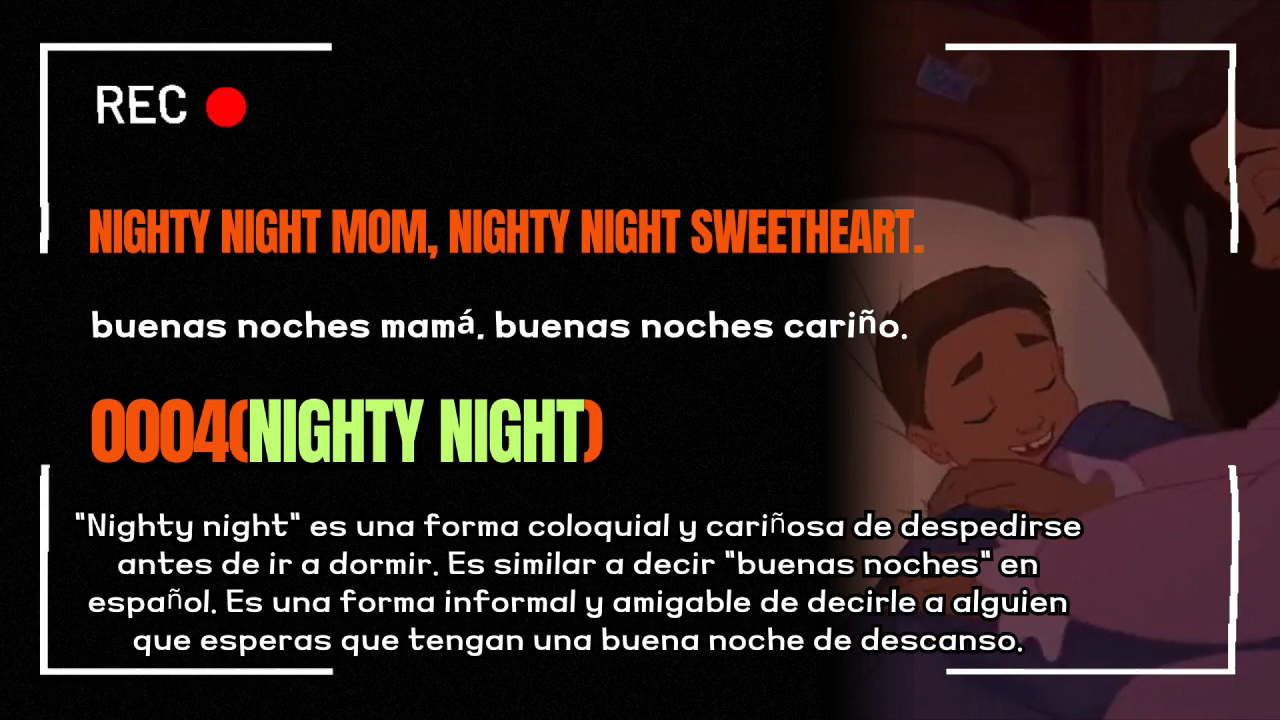 REC
NIGHTY NIGHT MOM, NIGHTY NIGHT SWEETHEART.
buenas noches mamá. buenas noches cariño.
0004(NIGHTY NIGHT)
"Nighty night" es una forma coloquial y cariñosa de despedirse
antes de ir a dormir. Es similar a decir "buenas noches" en
español. Es una forma informal y amigable de decirle a alguien
que esperas que tengan una buena noche de descanso.